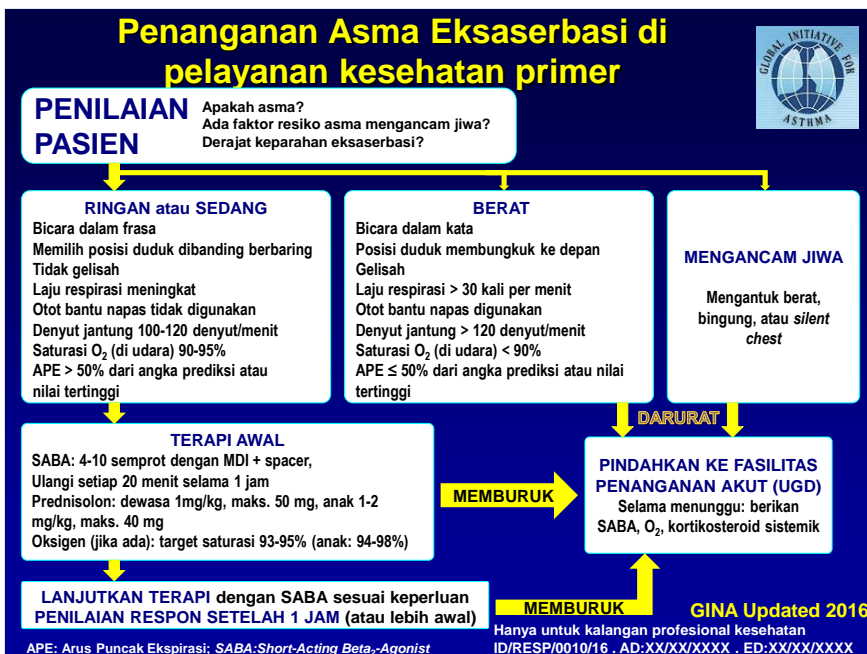 Penanganan Asma Eksaserbasi di
pelayanan kesehatan primer
GLOBAL INITIATIVE FOR
ASTHMA
PENILAIAN
PASIEN
Apakah asma?
Ada faktor resiko asma mengancam jiwa?
Derajat keparahan eksaserbasi?
RINGAN atau SEDANG
Bicara dalam frasa
Memilih posisi duduk dibanding berbaring
Tidak gelisah
Laju respirasi meningkat
Otot bantu napas tidak digunakan
Denyut jantung 100-120 denyut/menit
Saturasi O₂ (di udara) 90-95%
APE > 50% dari angka prediksi atau
nilai tertinggi
BERAT
Bicara dalam kata
Posisi duduk membungkuk ke depan
Gelisah
Laju respirasi > 30 kali per menit
Otot bantu napas digunakan
Denyut jantung > 120 denyut/menit
Saturasi O₂ (di udara) < 90%
APE ≤ 50% dari angka prediksi atau nilai
tertinggi
MENGANCAM JIWA
Mengantuk berat,
bingung, atau silent
chest
DARURAT
TERAPI AWAL
SABA: 4-10 semprot dengan MDI + spacer,
Ulangi setiap 20 menit selama 1 jam
Prednisolon: dewasa 1mg/kg, maks. 50 mg, anak 1-2
mg/kg, maks. 40 mg
Oksigen (jika ada): target saturasi 93-95% (anak: 94-98%)
MEMBURUK
PINDAHKAN KE FASILITAS
PENANGANAN AKUT (UGD)
Selama menunggu: berikan
SABA, O₂, kortikosteroid sistemik
LANJUTKAN TERAPI dengan SABA sesuai keperluan
PENILAIAN RESPON SETELAH 1 JAM (atau lebih awal)
MEMBURUK
GINA Updated 2016
Hanya untuk kalangan profesional kesehatan
ID/RESP/0010/16 . AD:XX/XX/XXXX . ED:XX/XX/XXXX
APE: Arus Puncak Ekspirasi; SABA:Short-Acting Beta₂-Agonist